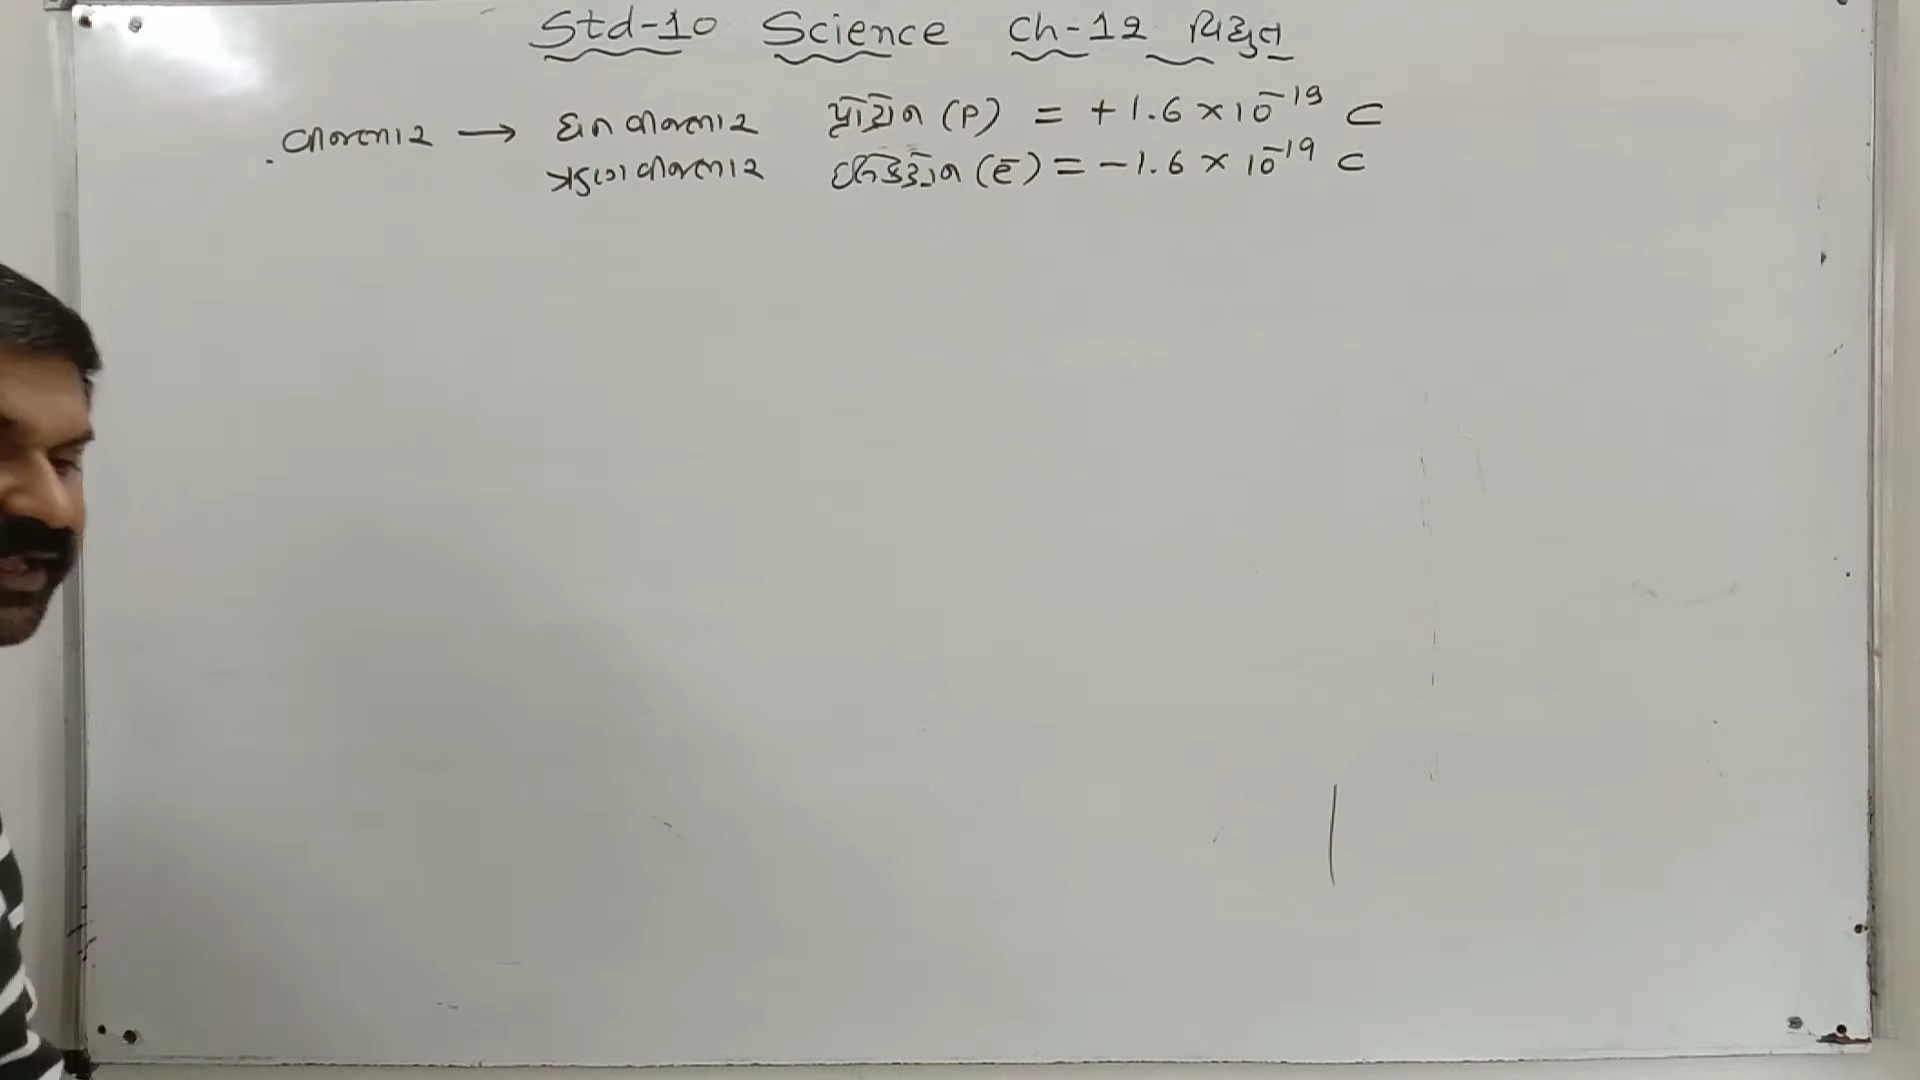 Std-10 Science Ch-12 વિદ્યુત
વીજભાર → ધન વીજભાર પ્રોટોન (P) = + 1.6 × 10⁻¹⁹ C
ઋણ વીજભાર ઇલેક્ટ્રોન (e⁻) = – 1.6 × 10⁻¹⁹ C